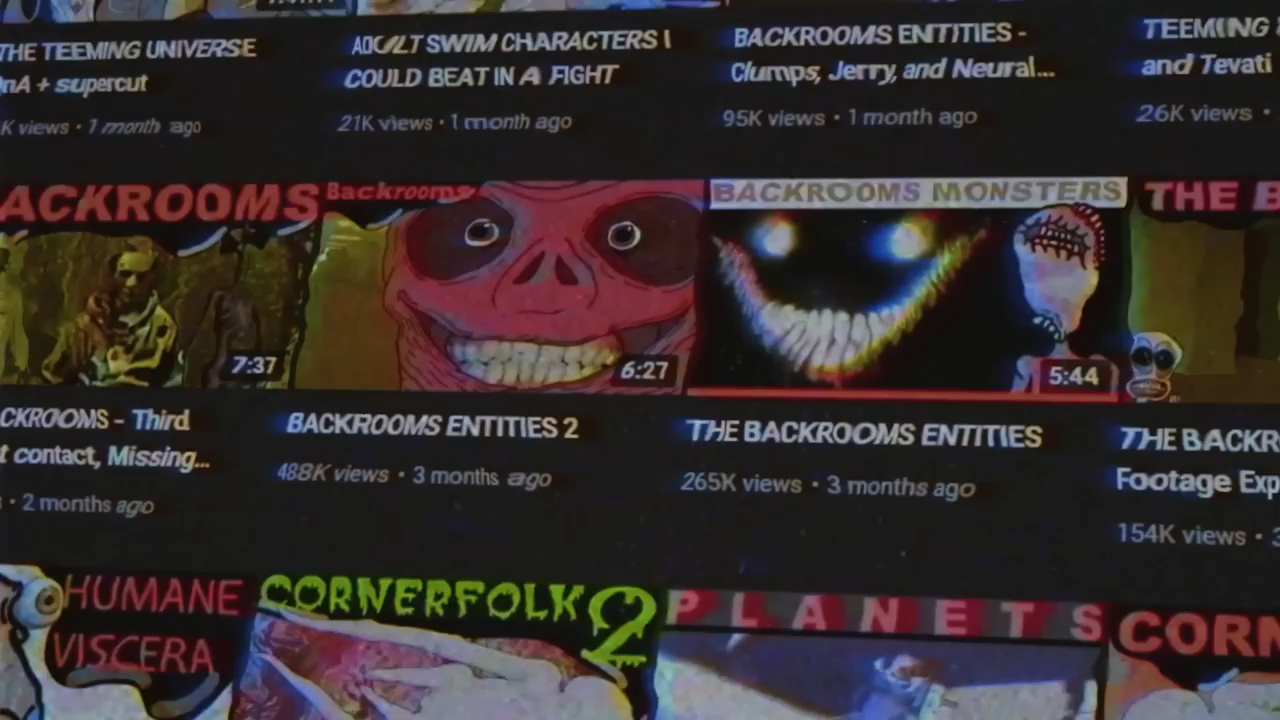 THE TEEMING UNIVERSE
QnA + supercut
K views • 1 month ago
ADULT SWIM CHARACTERS I
COULD BEAT IN A FIGHT
21K views • 1 month ago
BACKROOMS ENTITIES -
Clumps, Jerry, and Neural...
95K views • 1 month ago
TEEMING
and Tevati
26K views •
ACKROOMS
7:37
Backrooms
6:27
BACKROOMS MONSTERS
5:44
THE B
CKROOMS - Third
t contact, Missing...
• 2 months ago
BACKROOMS ENTITIES 2
488K views • 3 months ago
THE BACKROOMS ENTITIES
265K views • 3 months ago
THE BACKR
Footage Exp
154K views • 3
HUMANE
VISCERA
CORNERFOLK 2
PLANETS
CORN